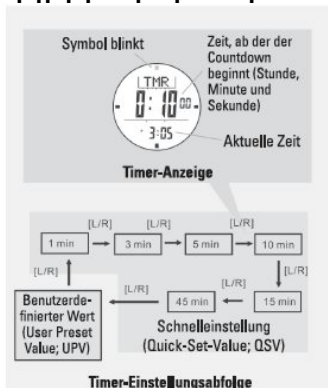 Symbol blinkt
Zeit, ab der der
Countdown
beginnt (Stunde,
Minute und
Sekunde)
TMR
0:10 00
3:05
Aktuelle Zeit
Timer-Anzeige
[L/R]
[L/R]
[L/R]
1 min
3 min
5 min
10 min
[L/R]
[L/R]
[L/R]
[L/R]
45 min
15 min
Benutzerde-
finierter Wert
(User Preset
Value; UPV)
Schnelleinstellung
(Quick-Set-Value; QSV)
Timer-Einstellungsabfolge